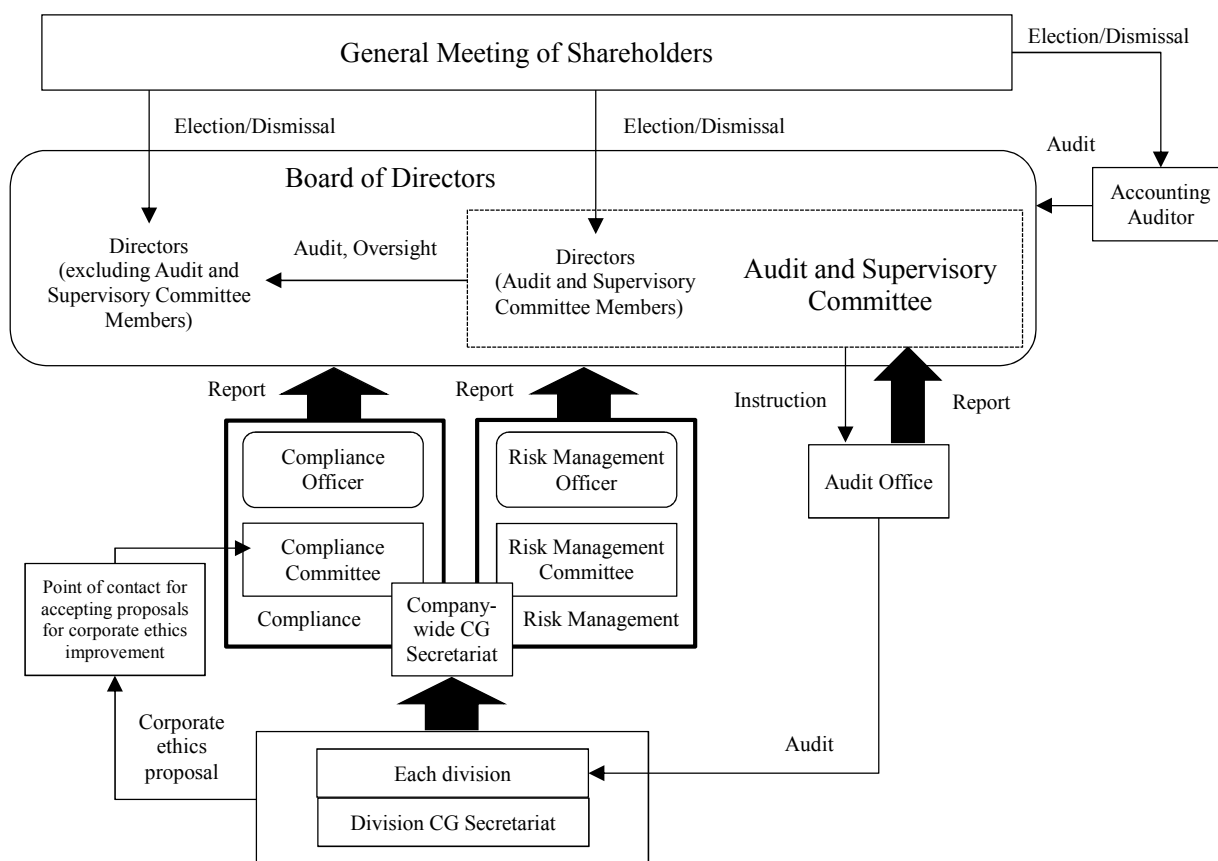 General Meeting of Shareholders
Election/Dismissal
Election/Dismissal
Election/Dismissal
Audit
Board of Directors
Accounting
Auditor
Directors
(excluding Audit and
Supervisory Committee
Members)
Audit, Oversight
Directors
(Audit and Supervisory
Committee Members)
Audit and Supervisory
Committee
Report
Report
Instruction
Report
Compliance
Officer
Risk Management
Officer
Audit Office
Compliance
Committee
Risk Management
Committee
Point of contact for
accepting proposals
for corporate ethics
improvement
Compliance
Company-
wide CG
Secretariat
Risk Management
Corporate
ethics
proposal
Audit
Each division
Division CG Secretariat